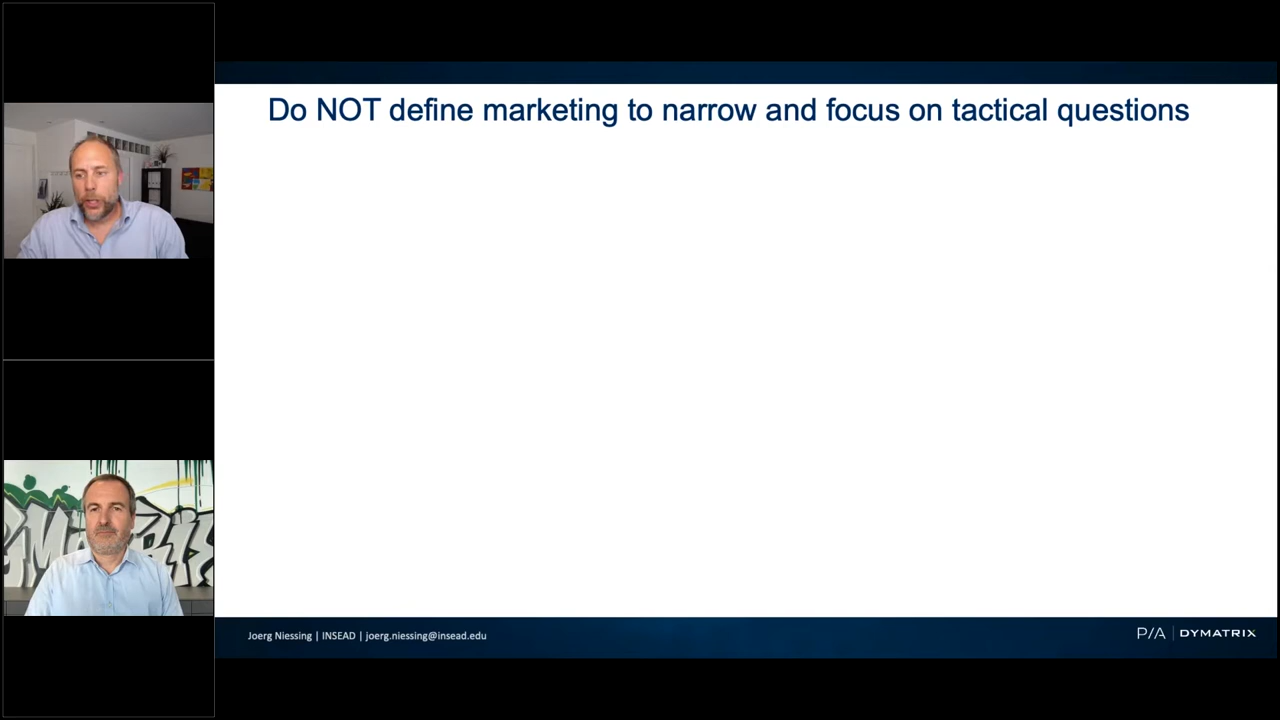 Do NOT define marketing to narrow and focus on tactical questions
Joerg Niessing | INSEAD | joerg.niessing@insead.edu
P/A | DYMATRIX